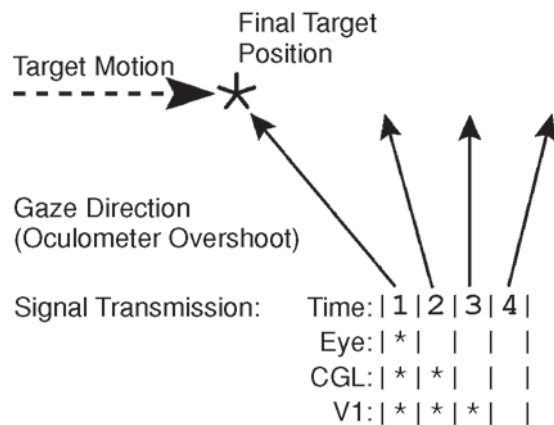 Final Target
Position
Target Motion
Gaze Direction
(Oculometer Overshoot)
Signal Transmission: Time:|1|2|3|4|
Eye:|*| | | |
CGL:|*|*| | |
V1:|*|*|*| |